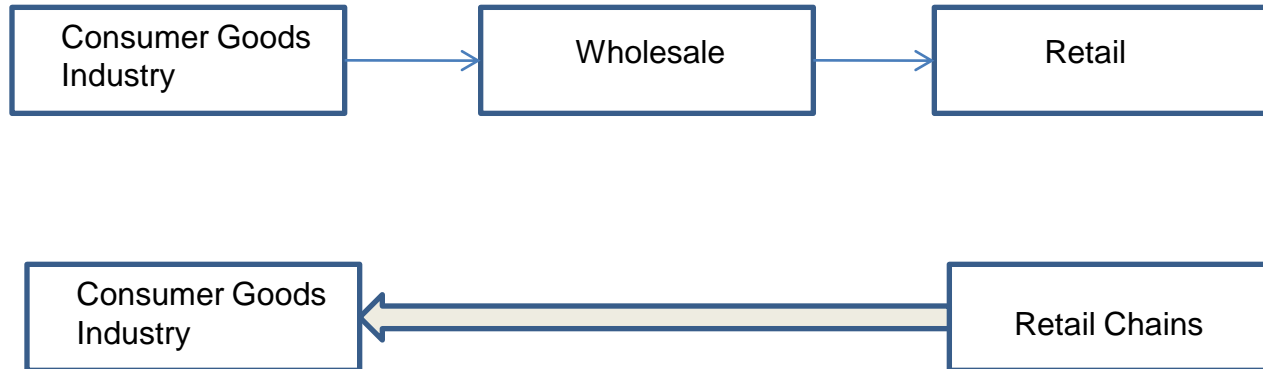 Consumer Goods
Industry
Wholesale
Retail
Consumer Goods
Industry
Retail Chains